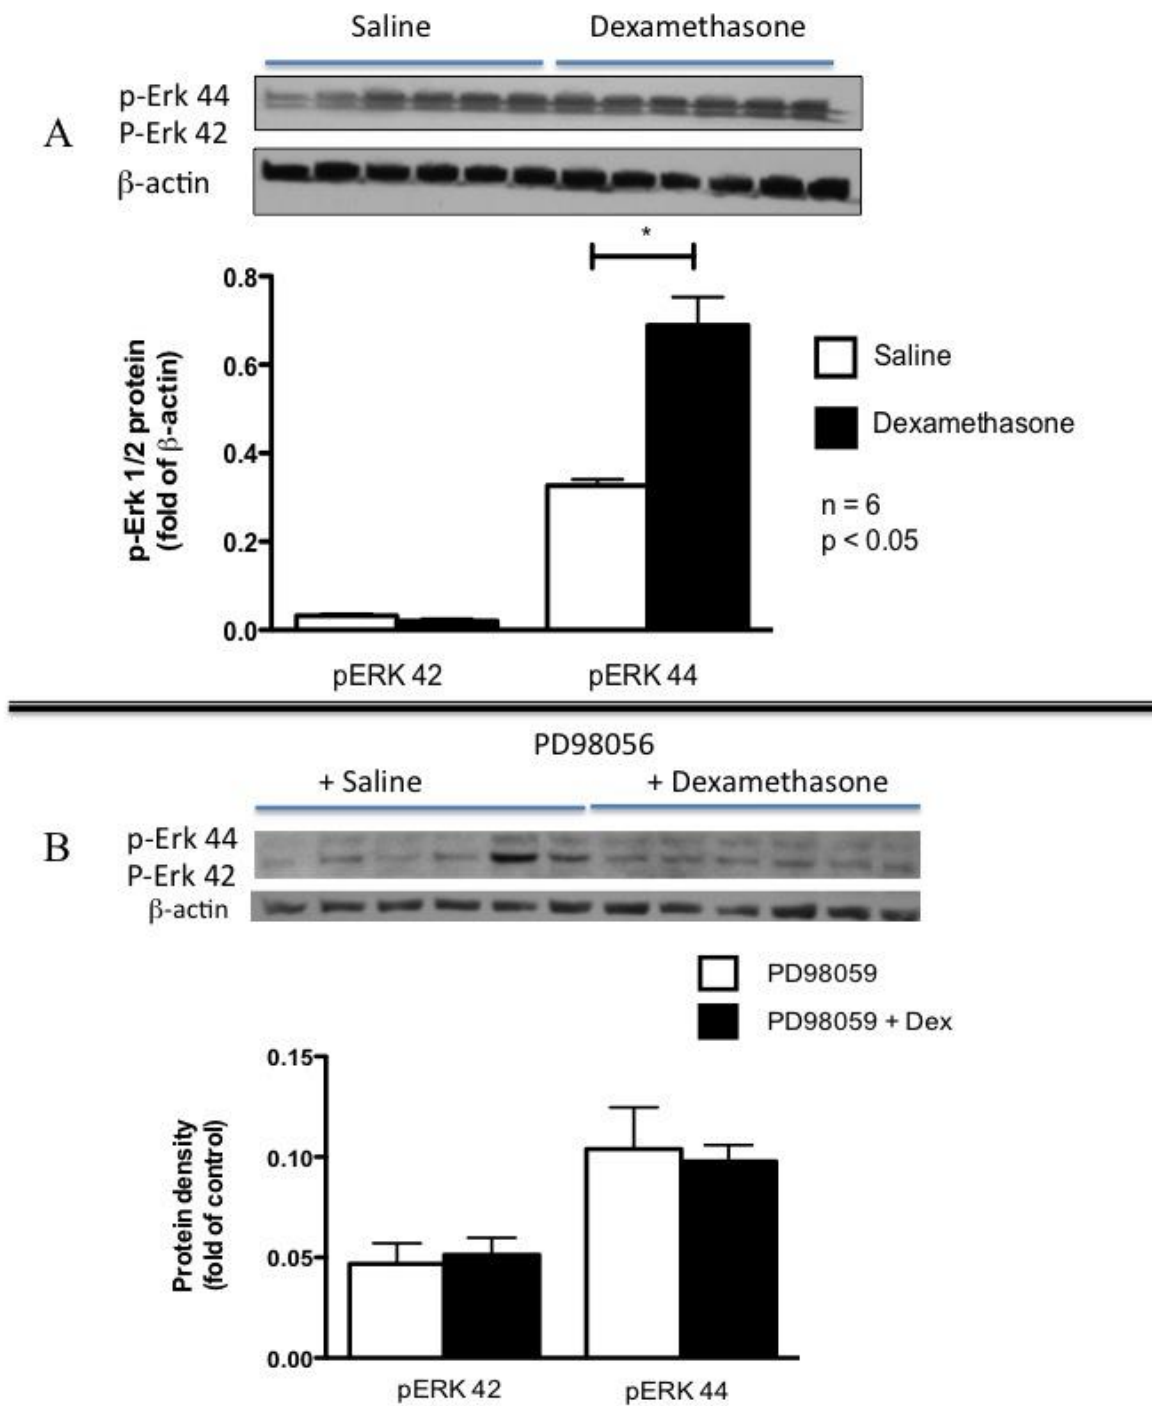 Saline Dexamethasone
p-Erk 44
A
P-Erk 42
β-actin
*
0.8
0.6
0.4
0.2
0.0
p-Erk 1/2 protein
(fold of β-actin)
Saline
Dexamethasone
n = 6
p < 0.05
pERK 42 pERK 44
PD98056
+ Saline + Dexamethasone
B
p-Erk 44
P-Erk 42
β-actin
PD98059
PD98059 + Dex
0.15
0.10
0.05
0.00
Protein density
(fold of control)
pERK 42 pERK 44